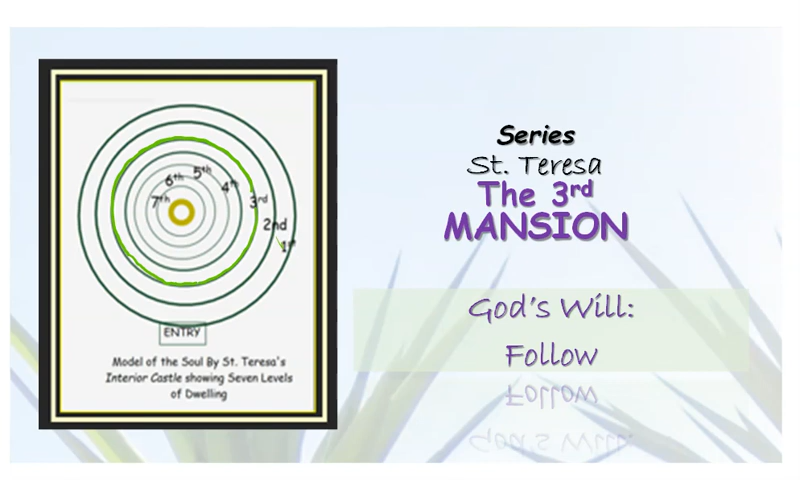 7th
6th
5th
4th
3rd
2nd
1st
ENTRY
Model of the Soul By St. Teresa's
Interior Castle showing Seven Levels
of Dwelling
Series
St. Teresa
The 3rd
MANSION
God's Will:
Follow